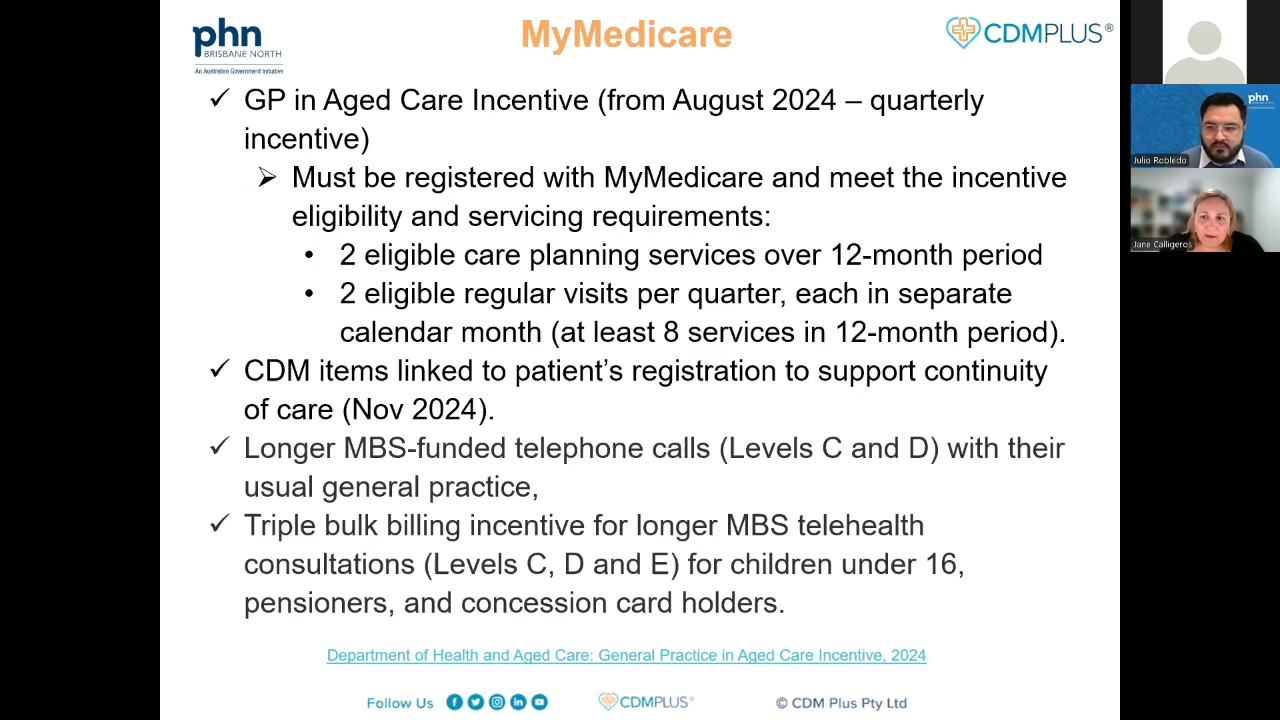 phn
BRISBANE NORTH
An Australian Government Initiative
MyMedicare
CDMPLUS®
✓ GP in Aged Care Incentive (from August 2024 – quarterly
incentive)
➢ Must be registered with MyMedicare and meet the incentive
eligibility and servicing requirements:
• 2 eligible care planning services over 12-month period
• 2 eligible regular visits per quarter, each in separate
calendar month (at least 8 services in 12-month period).
✓ CDM items linked to patient’s registration to support continuity
of care (Nov 2024).
✓ Longer MBS-funded telephone calls (Levels C and D) with their
usual general practice,
✓ Triple bulk billing incentive for longer MBS telehealth
consultations (Levels C, D and E) for children under 16,
pensioners, and concession card holders.
Department of Health and Aged Care: General Practice in Aged Care Incentive, 2024
Follow Us
CDMPLUS®
© CDM Plus Pty Ltd
phn
Julio Robledo
Jane Calligeros